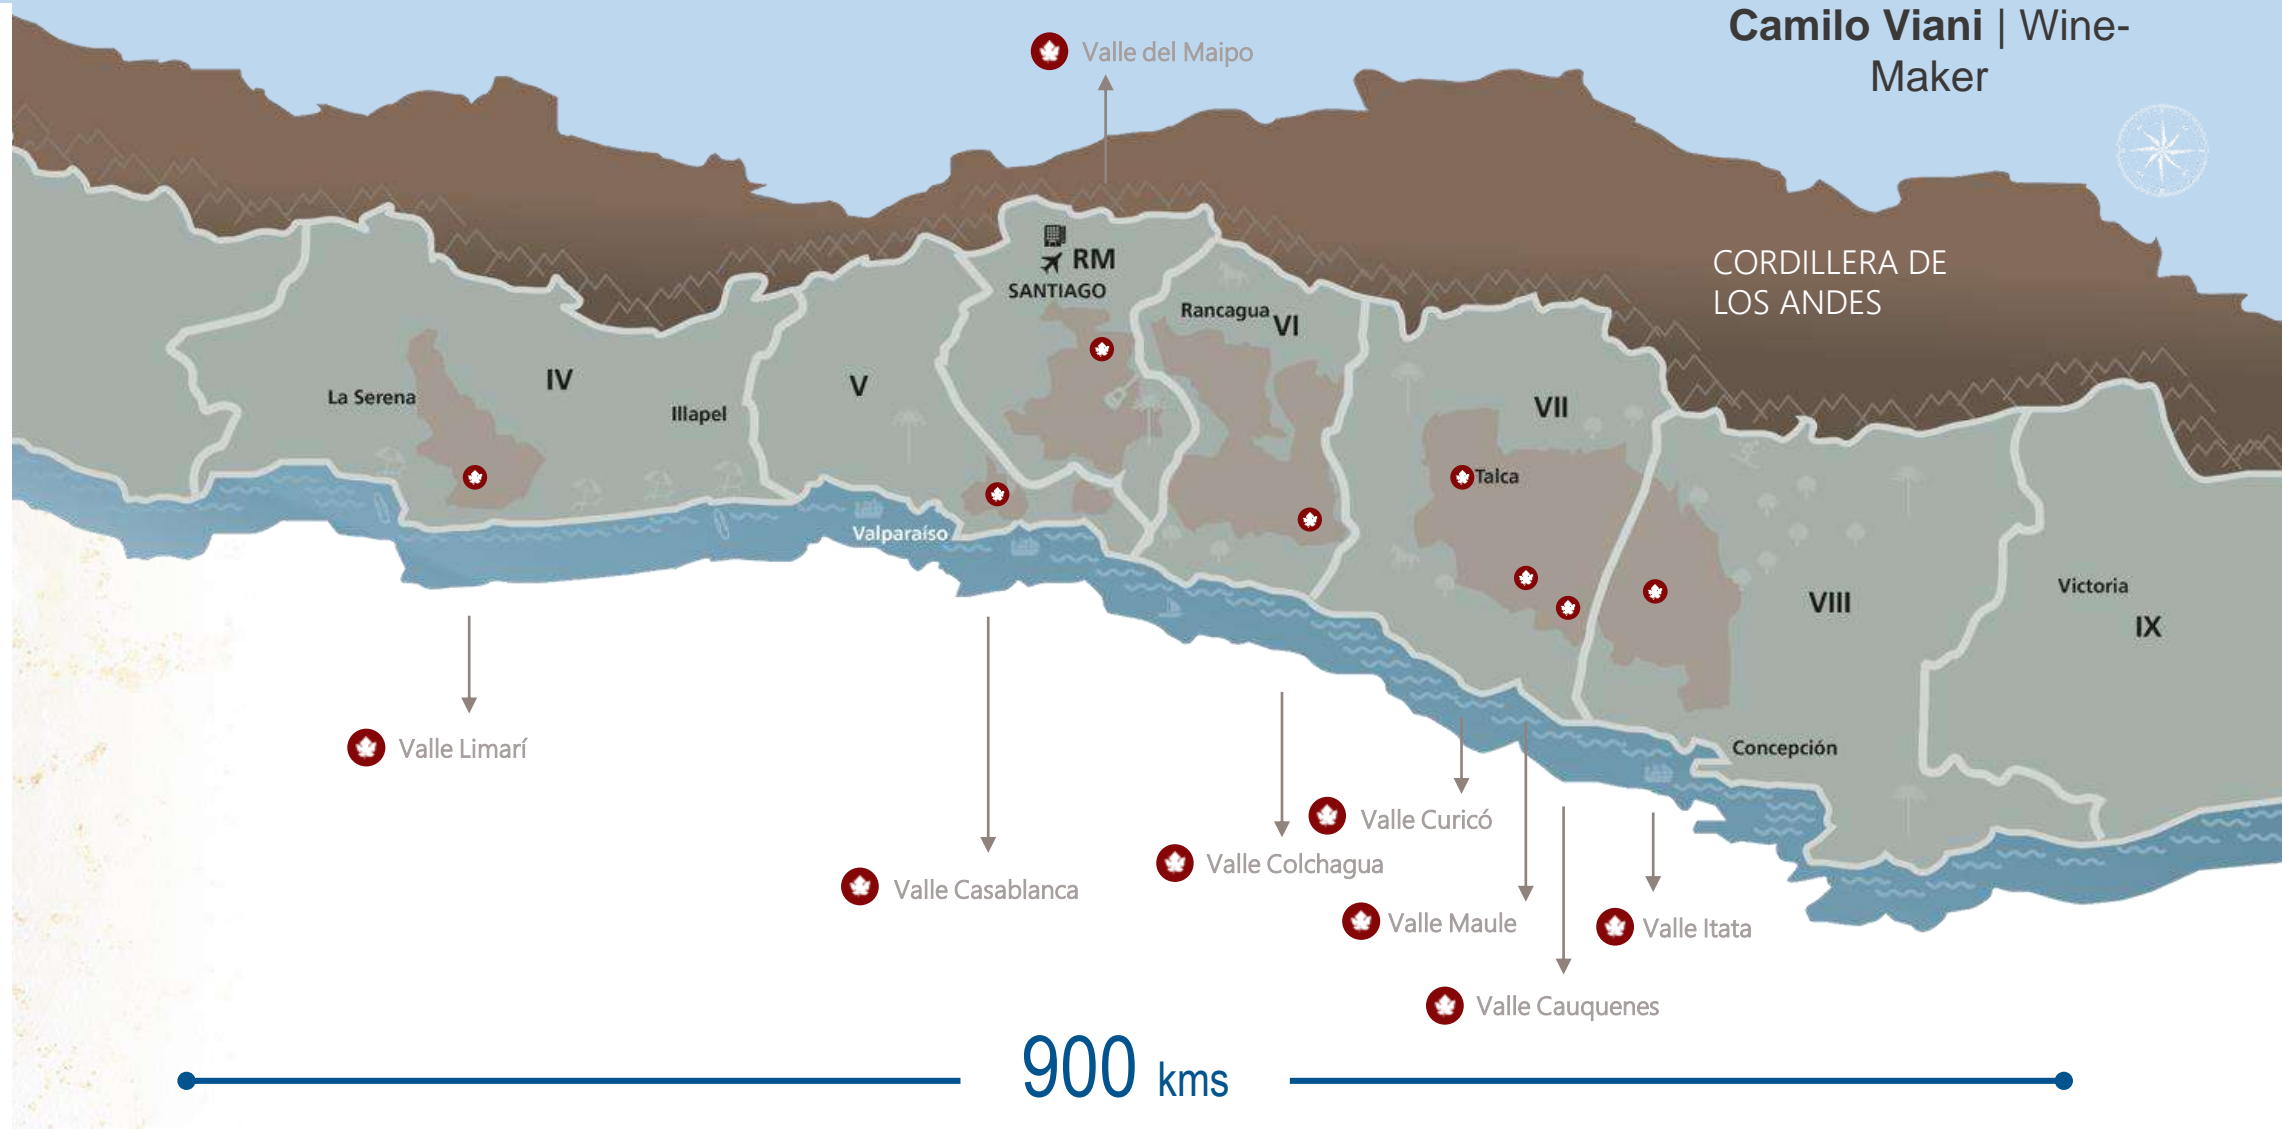 Camilo Viani | Wine-
Maker
Valle del Maipo
CORDILLERA DE
LOS ANDES
RM
SANTIAGO
Rancagua
VI
IV
La Serena
Illapel
V
VII
Talca
Valparaíso
VIII
Victoria
IX
Concepción
Valle Limarí
Valle Casablanca
Valle Colchagua
Valle Curicó
Valle Maule
Valle Itata
Valle Cauquenes
900 kms